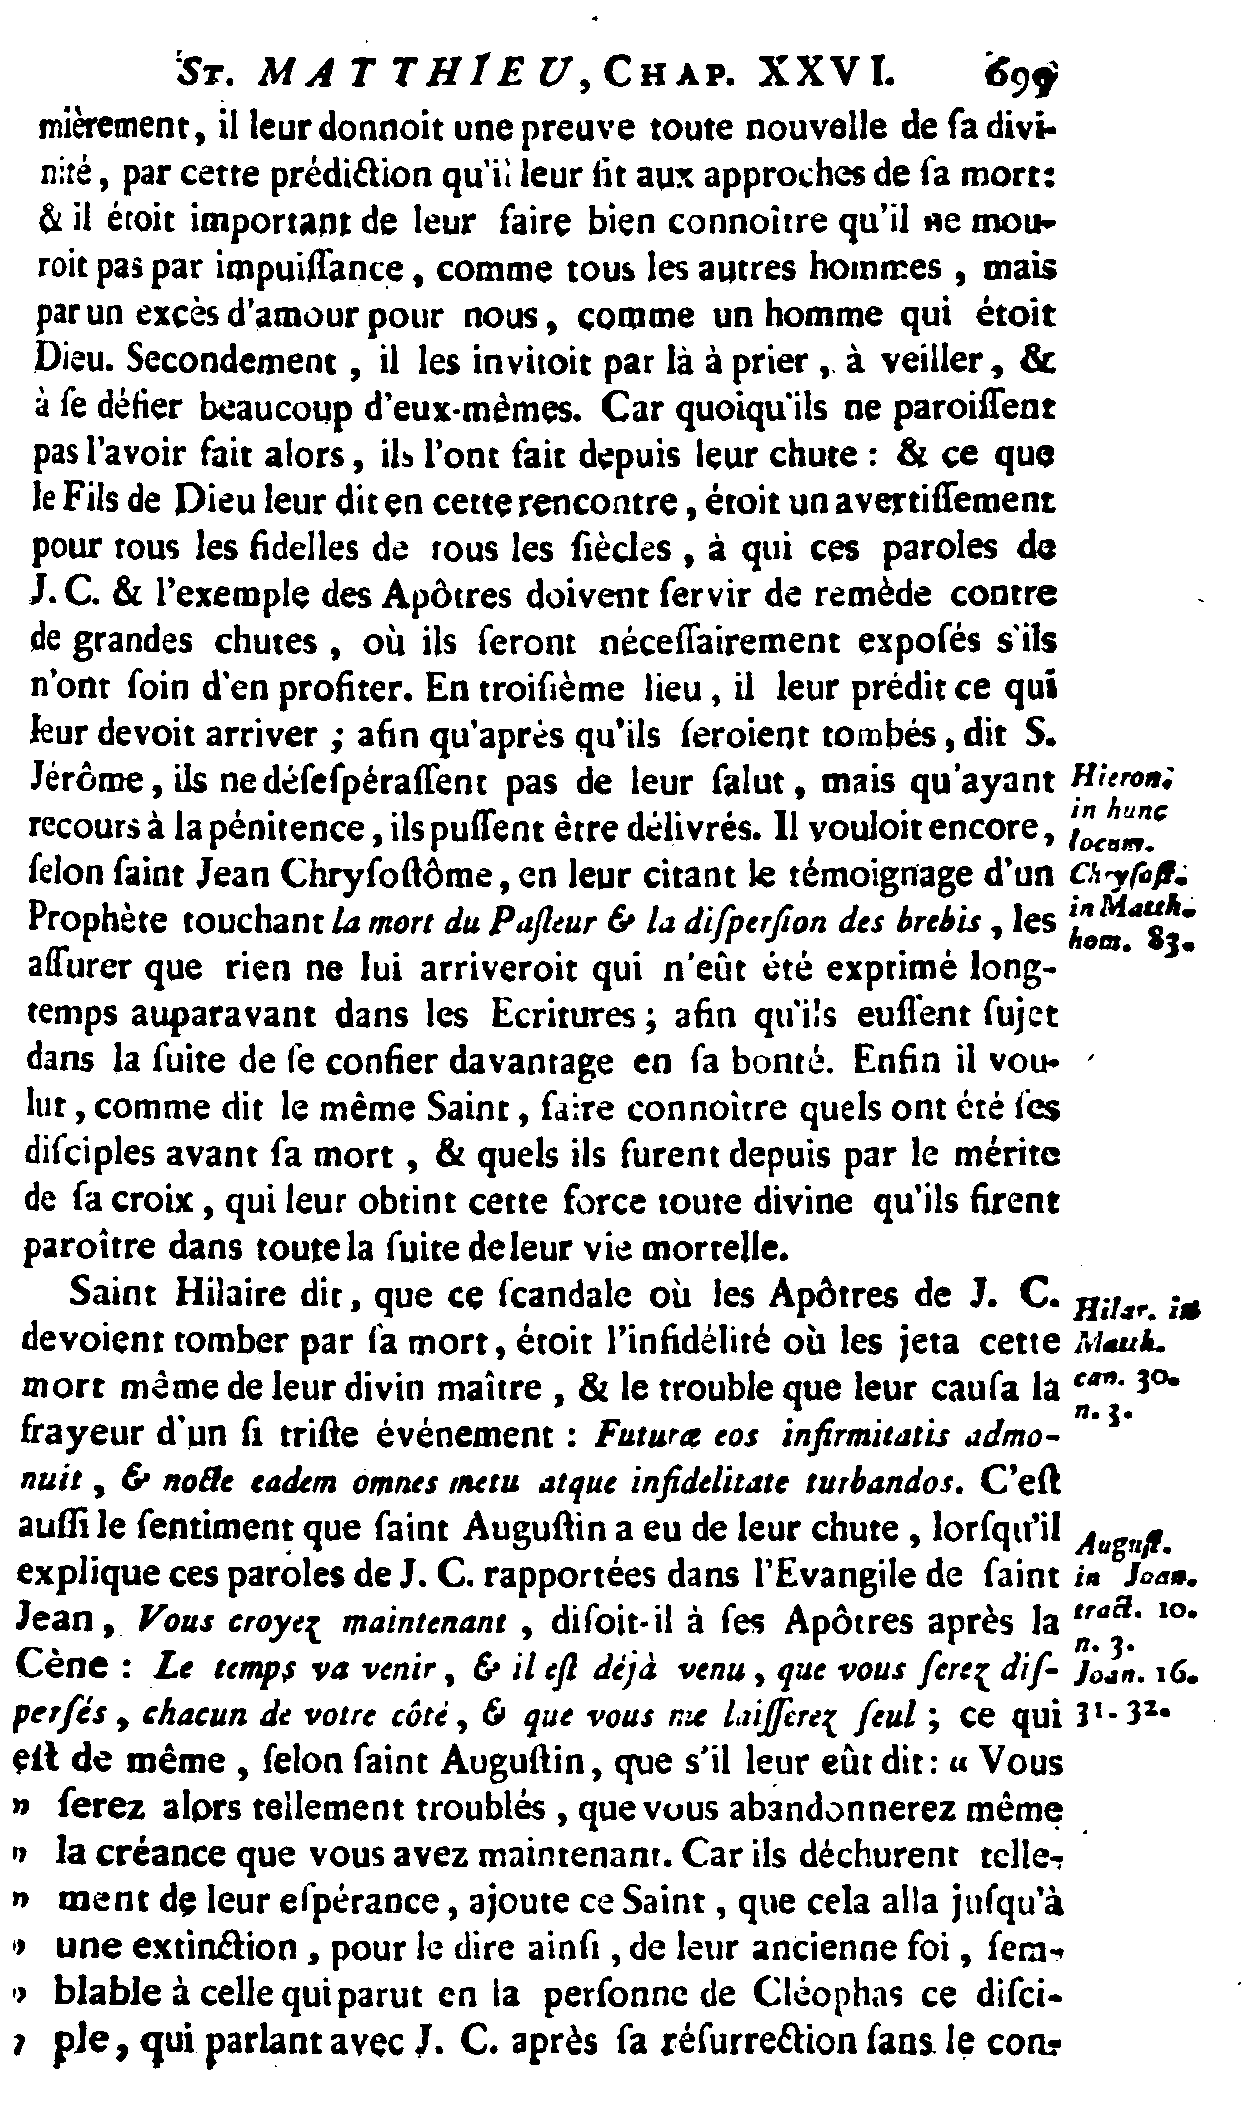 ST. MATTHIEU, CHAP. XXVI. 699
mièrement, il leur donnoit une preuve toute nouvelle de ſa divi-
nité, par cette prédiction qu'il leur fit aux approches de ſa mort:
& il étoit important de leur faire bien connoître qu'il ne mou-
roit pas par impuiſſance, comme tous les autres hommes, mais
par un excès d'amour pour nous, comme un homme qui étoit
Dieu. Secondement, il les invitoit par là à prier, à veiller, &
à ſe défier beaucoup d'eux-mêmes. Car quoiqu'ils ne paroiſſent
pas l'avoir fait alors, ils l'ont fait depuis leur chute : & ce que
le Fils de Dieu leur dit en cette rencontre, étoit un avertiſſement
pour tous les fidelles de tous les ſiècles, à qui ces paroles de
J. C. & l'exemple des Apôtres doivent ſervir de remède contre
de grandes chutes, où ils ſeront néceſſairement expoſés s'ils
n'ont ſoin d'en profiter. En troiſième lieu, il leur prédit ce qui
leur devoit arriver ; afin qu'après qu'ils ſeroient tombés, dit S.
Jérôme, ils ne déſeſpéraſſent pas de leur ſalut, mais qu'ayant
recours à la pénitence, ils puſſent être délivrés. Il vouloit encore,
ſelon ſaint Jean Chryſoſtôme, en leur citant le témoignage d'un
Prophète touchant la mort du Paſteur & la diſperſion des brebis, les
aſſurer que rien ne lui arriveroit qui n'eût été exprimé long-
temps auparavant dans les Ecritures ; afin qu'ils euſſent ſujet
dans la ſuite de ſe confier davantage en ſa bonté. Enfin il vou-
lut, comme dit le même Saint, faire connoître quels ont été ſes
diſciples avant ſa mort, & quels ils furent depuis par le mérite
de ſa croix, qui leur obtint cette force toute divine qu'ils firent
paroître dans toute la ſuite de leur vie mortelle.
Hieron.
in hunc
locum.
Chryſoſt.
in Matth.
hom. 83.
Saint Hilaire dit, que ce ſcandale où les Apôtres de J. C.
devoient tomber par ſa mort, étoit l'infidélité où les jeta cette
mort même de leur divin maître, & le trouble que leur cauſa la
frayeur d'un ſi triſte événement : Futuræ eos infirmitatis admo-
nuit, & nocte eadem omnes metu atque infidelitate turbandos. C'eſt
auſſi le ſentiment que ſaint Auguſtin a eu de leur chute, lorſqu'il
explique ces paroles de J. C. rapportées dans l'Evangile de ſaint
Jean, Vous croyez maintenant, diſoit-il à ſes Apôtres après la
Cène : Le temps va venir, & il eſt déjà venu, que vous ſerez diſ-
perſés, chacun de votre côté, & que vous me laiſſerez ſeul ; ce qui
eſt de même, ſelon ſaint Auguſtin, que s'il leur eût dit: « Vous
» ſerez alors tellement troublés, que vous abandonnerez même
» la créance que vous avez maintenant. Car ils déchurent telle-
» ment de leur eſpérance, ajoute ce Saint, que cela alla juſqu'à
» une extinction, pour le dire ainſi, de leur ancienne foi, ſem-
» blable à celle qui parut en la perſonne de Cléophas ce diſci-
» ple, qui parlant avec J. C. après ſa réſurrection ſans le con-
Hilar. in
Matth.
can. 30.
n. 3.
Auguſt.
in Joan.
tract. 10.
n. 3.
Joan. 16.
31. 32.